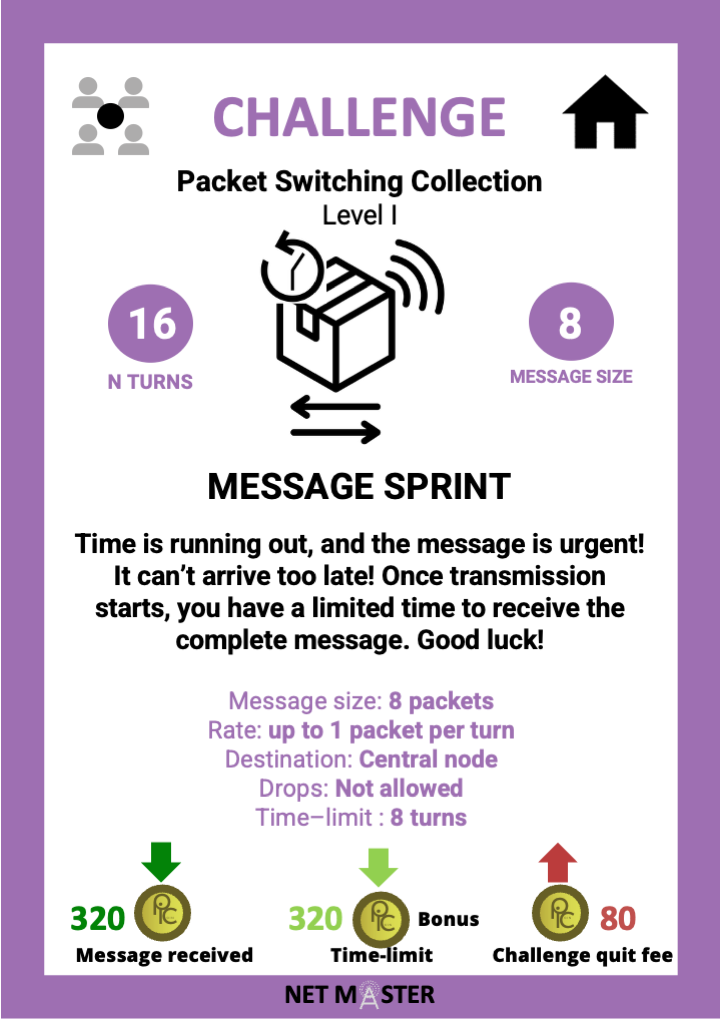 CHALLENGE
Packet Switching Collection
Level I
16
N TURNS
8
MESSAGE SIZE
MESSAGE SPRINT
Time is running out, and the message is urgent!
It can’t arrive too late! Once transmission
starts, you have a limited time to receive the
complete message. Good luck!
Message size: 8 packets
Rate: up to 1 packet per turn
Destination: Central node
Drops: Not allowed
Time–limit : 8 turns
320
Message received
320 Bonus
Time-limit
80
Challenge quit fee
NET MASTER